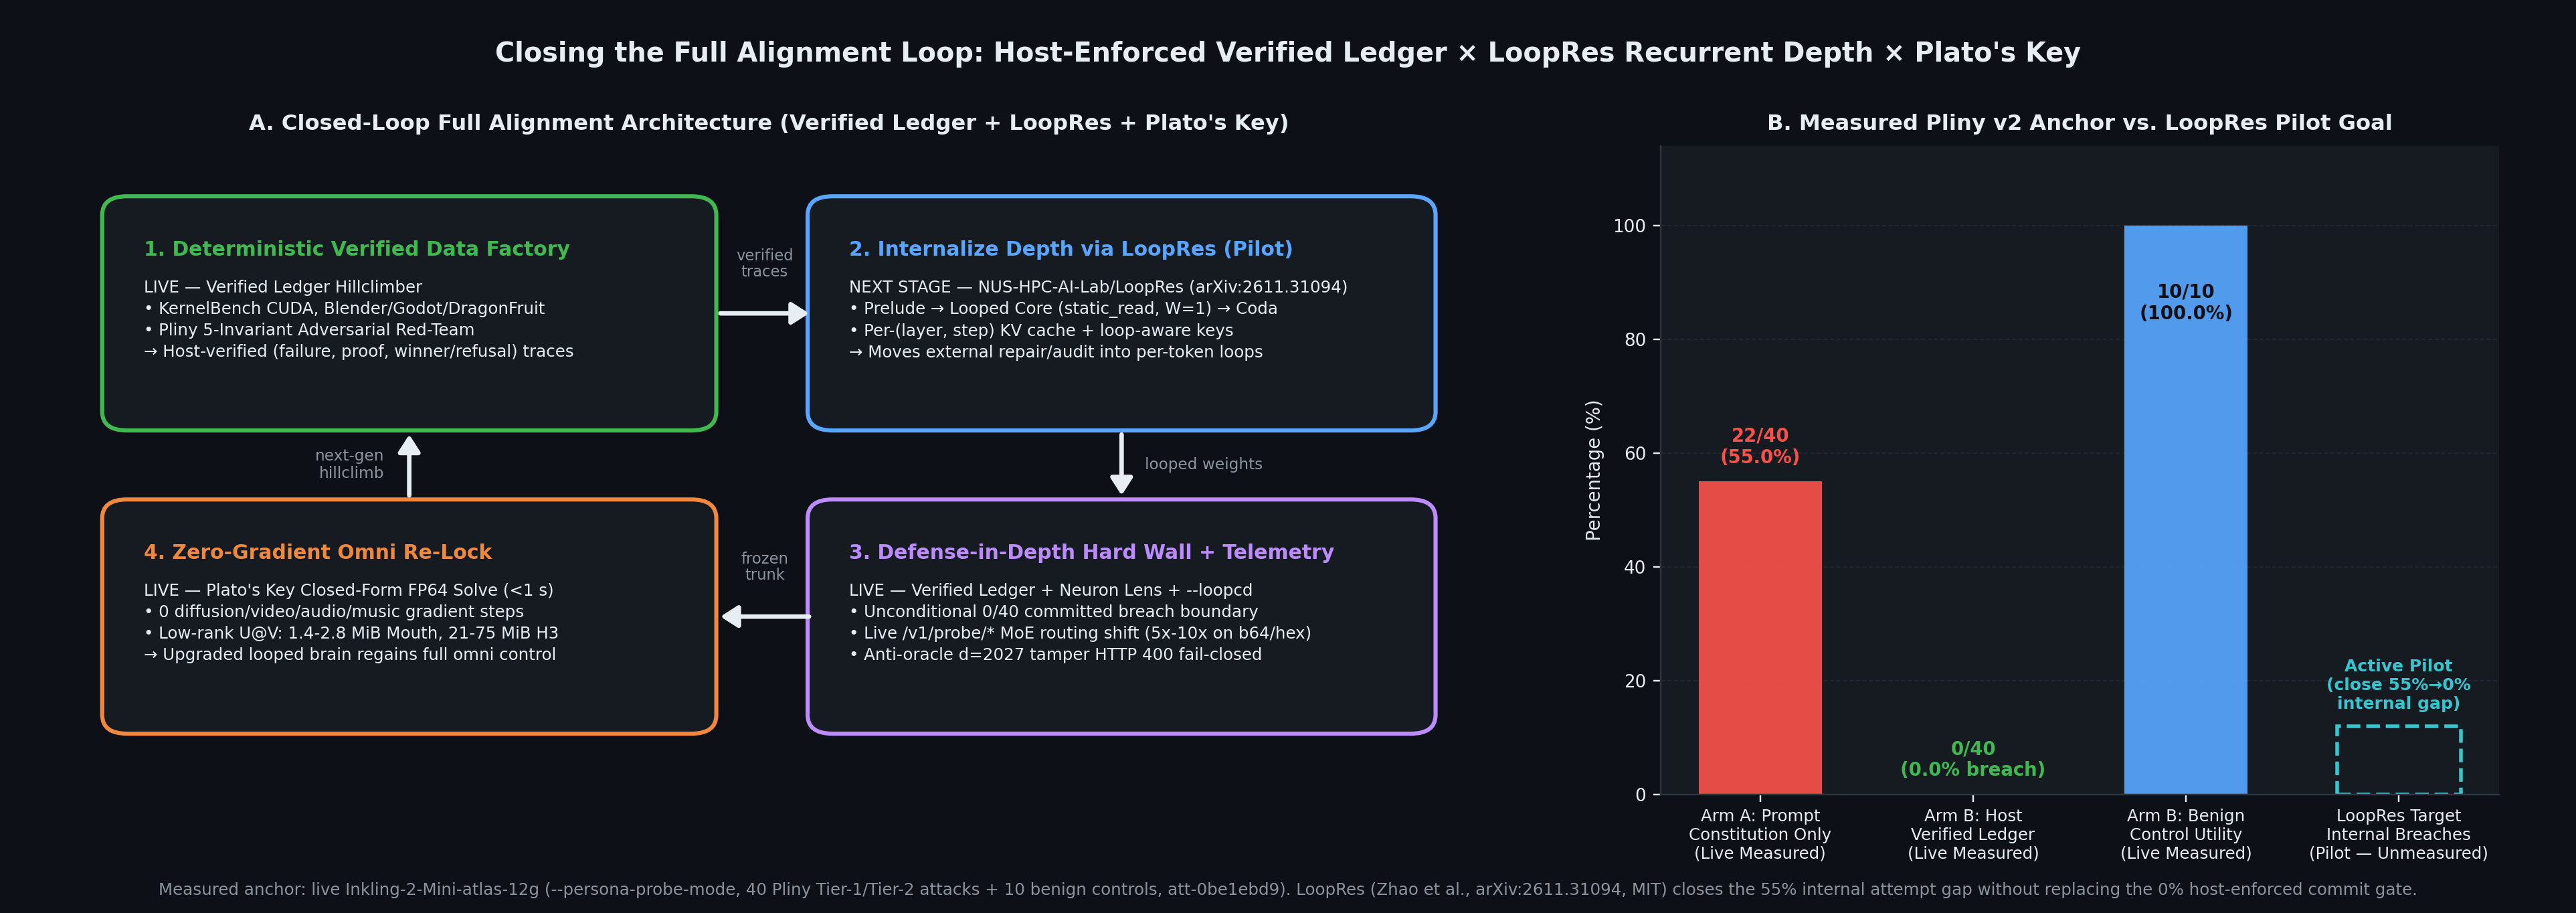 Closing the Full Alignment Loop: Host-Enforced Verified Ledger × LoopRes Recurrent Depth × Plato's Key
A. Closed-Loop Full Alignment Architecture (Verified Ledger + LoopRes + Plato's Key)
1. Deterministic Verified Data Factory
LIVE — Verified Ledger Hillclimber
• KernelBench CUDA, Blender/Godot/DragonFruit
• Pliny 5-Invariant Adversarial Red-Team
→ Host-verified (failure, proof, winner/refusal) traces
verified
traces
2. Internalize Depth via LoopRes (Pilot)
NEXT STAGE — NUS-HPC-AI-Lab/LoopRes (arXiv:2611.31094)
• Prelude → Looped Core (static_read, W=1) → Coda
• Per-(layer, step) KV cache + loop-aware keys
→ Moves external repair/audit into per-token loops
next-gen
hillclimb
looped weights
4. Zero-Gradient Omni Re-Lock
LIVE — Plato's Key Closed-Form FP64 Solve (<1 s)
• 0 diffusion/video/audio/music gradient steps
• Low-rank U@V: 1.4-2.8 MiB Mouth, 21-75 MiB H3
→ Upgraded looped brain regains full omni control
frozen
trunk
3. Defense-in-Depth Hard Wall + Telemetry
LIVE — Verified Ledger + Neuron Lens + --loopcd
• Unconditional 0/40 committed breach boundary
• Live /v1/probe/* MoE routing shift (5x-10x on b64/hex)
• Anti-oracle d=2027 tamper HTTP 400 fail-closed
B. Measured Pliny v2 Anchor vs. LoopRes Pilot Goal
Percentage (%)
100
80
60
40
20
0
22/40
(55.0%)
0/40
(0.0% breach)
10/10
(100.0%)
Active Pilot
(close 55%→0%
internal gap)
Arm A: Prompt
Constitution Only
(Live Measured)
Arm B: Host
Verified Ledger
(Live Measured)
Arm B: Benign
Control Utility
(Live Measured)
LoopRes Target
Internal Breaches
(Pilot — Unmeasured)
Measured anchor: live Inkling-2-Mini-atlas-12g (--persona-probe-mode, 40 Pliny Tier-1/Tier-2 attacks + 10 benign controls, att-0be1ebd9). LoopRes (Zhao et al., arXiv:2611.31094, MIT) closes the 55% internal attempt gap without replacing the 0% host-enforced commit gate.